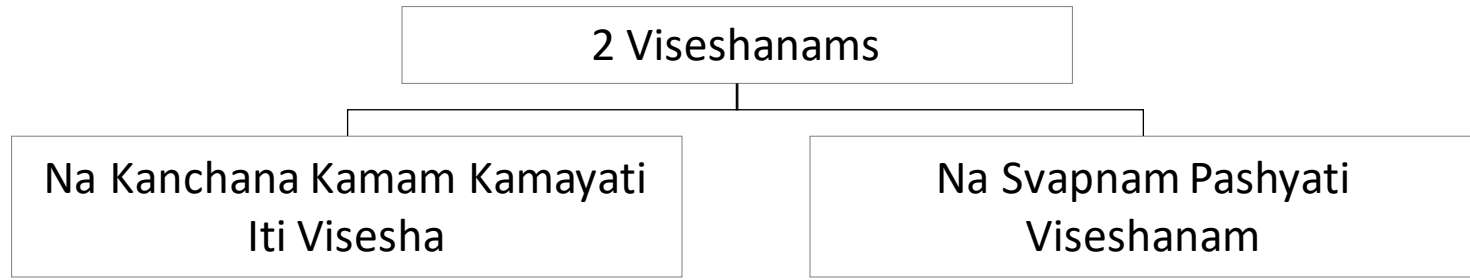 2 Viseshanams
Na Kanchana Kamam Kamayati
Iti Visesha
Na Svapnam Pashyati
Viseshanam